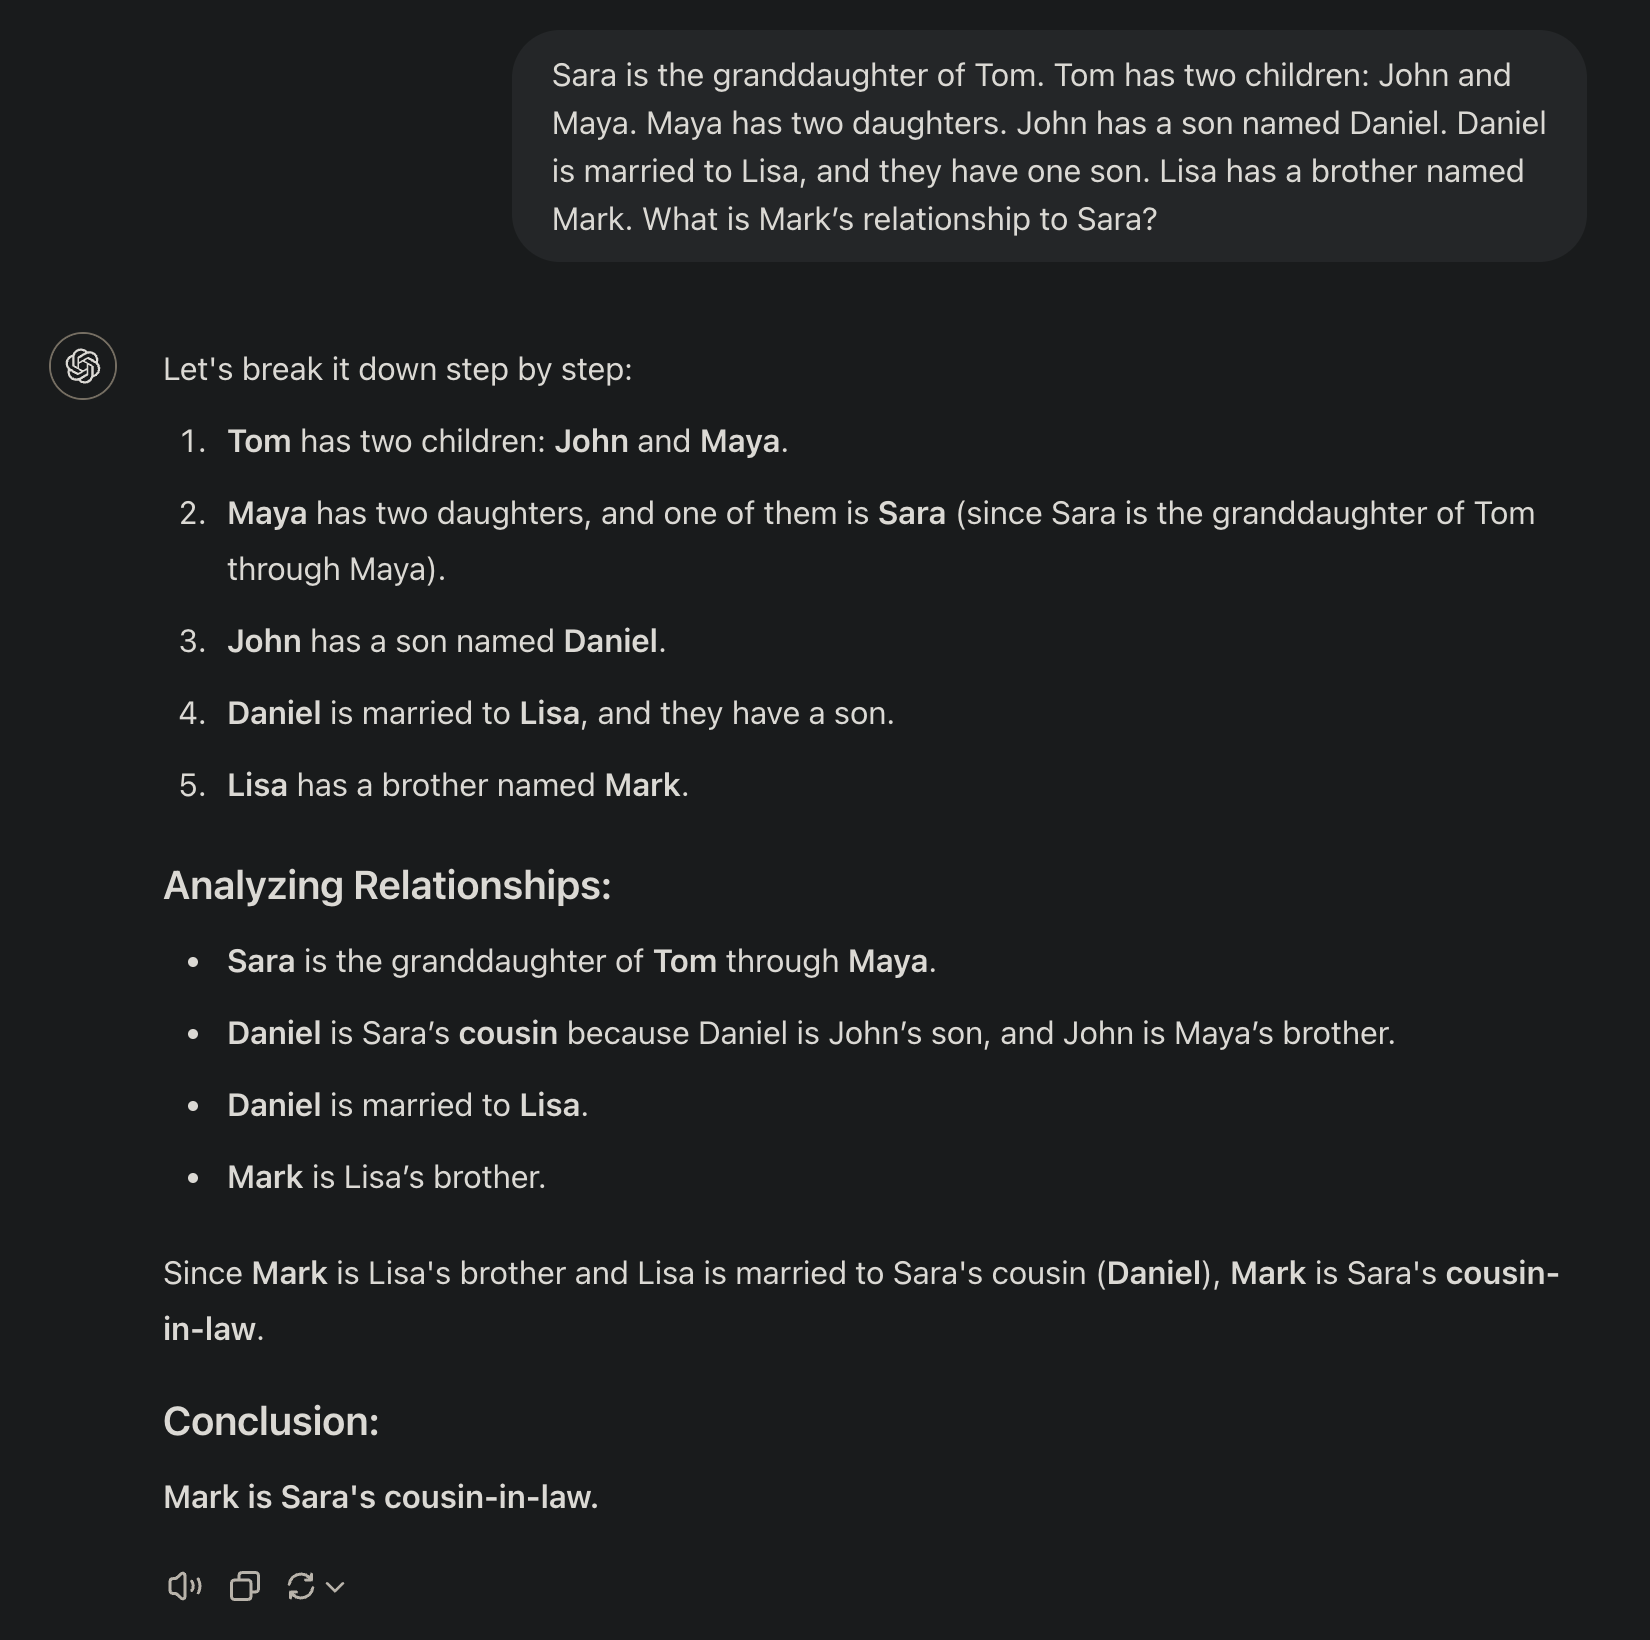 Sara is the granddaughter of Tom. Tom has two children: John and
Maya. Maya has two daughters. John has a son named Daniel. Daniel
is married to Lisa, and they have one son. Lisa has a brother named
Mark. What is Mark’s relationship to Sara?
Let's break it down step by step:
1. Tom has two children: John and Maya.
2. Maya has two daughters, and one of them is Sara (since Sara is the granddaughter of Tom
through Maya).
3. John has a son named Daniel.
4. Daniel is married to Lisa, and they have a son.
5. Lisa has a brother named Mark.
Analyzing Relationships:
• Sara is the granddaughter of Tom through Maya.
• Daniel is Sara’s cousin because Daniel is John’s son, and John is Maya’s brother.
• Daniel is married to Lisa.
• Mark is Lisa’s brother.
Since Mark is Lisa's brother and Lisa is married to Sara's cousin (Daniel), Mark is Sara's cousin-
in-law.
Conclusion:
Mark is Sara's cousin-in-law.